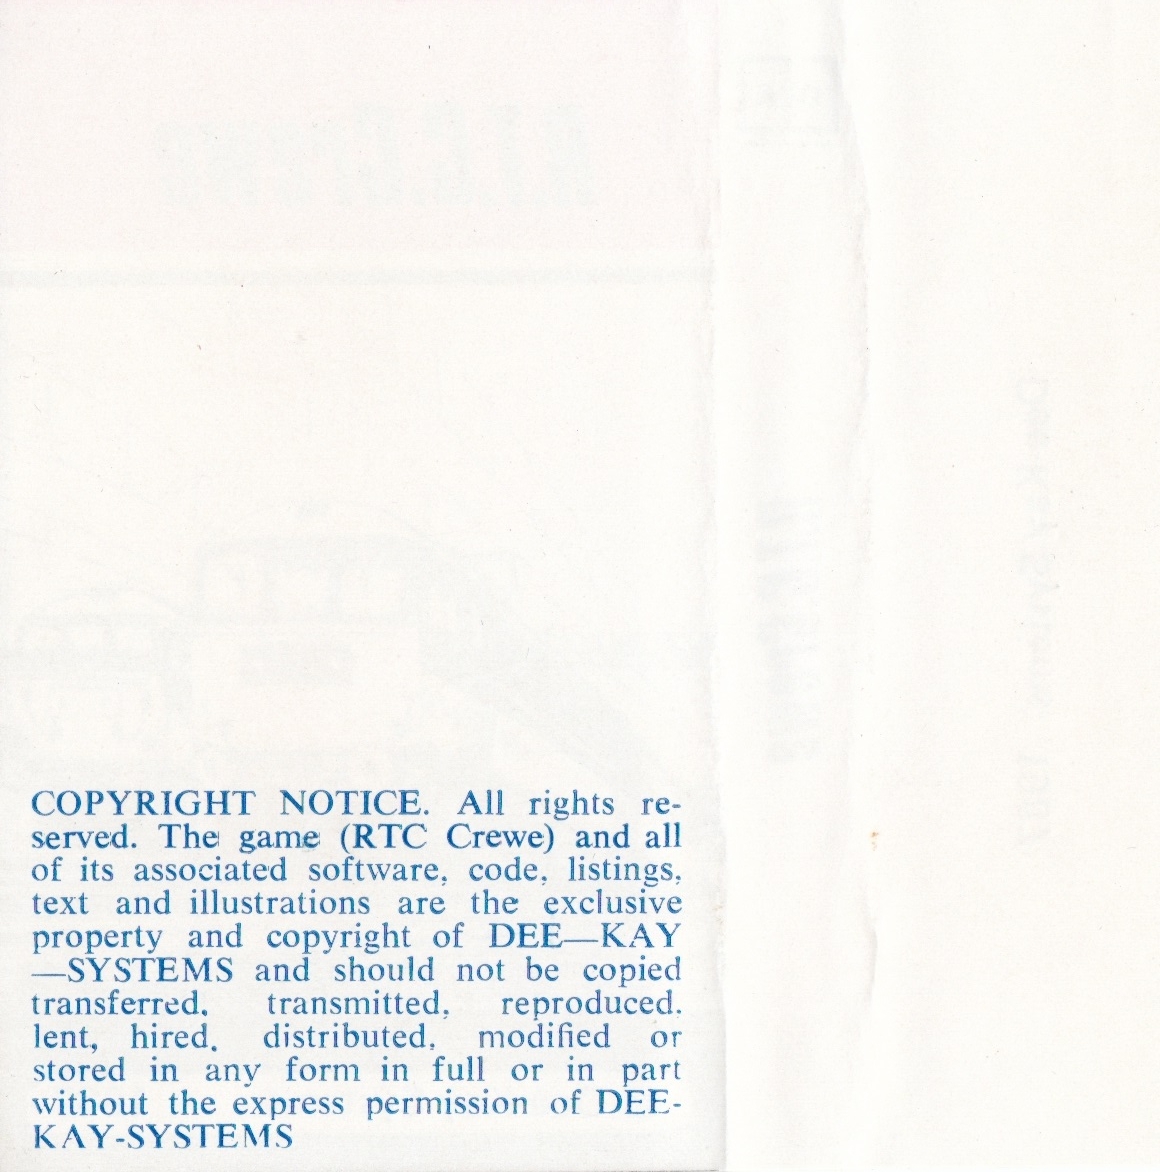 COPYRIGHT NOTICE. All rights re-
served. The game (RTC Crewe) and all
of its associated software, code, listings,
text and illustrations are the exclusive
property and copyright of DEE—KAY
—SYSTEMS and should not be copied
transferred, transmitted, reproduced,
lent, hired, distributed, modified or
stored in any form in full or in part
without the express permission of DEE-
KAY-SYSTEMS